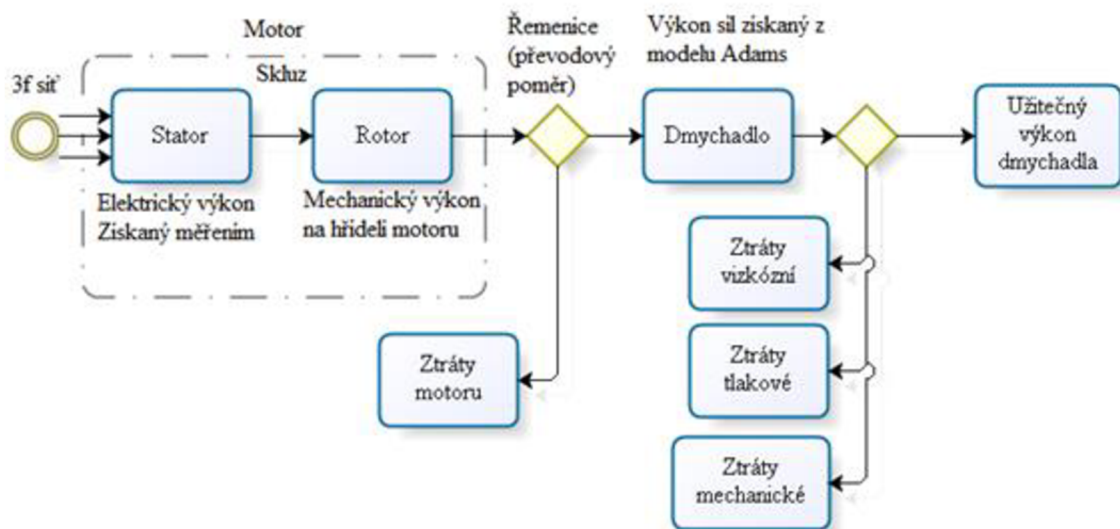 Motor
Řemenice
(převodový
poměr)
Výkon sil získaný z
modelu Adams
3f síť
Skluz
Stator
Rotor
Dmychadlo
Užitečný
výkon
dmychadla
Elektrický výkon
Získaný měřením
Mechanický výkon
na hřídeli motoru
Ztráty
vizkózní
Ztráty
motoru
Ztráty
tlakové
Ztráty
mechanické